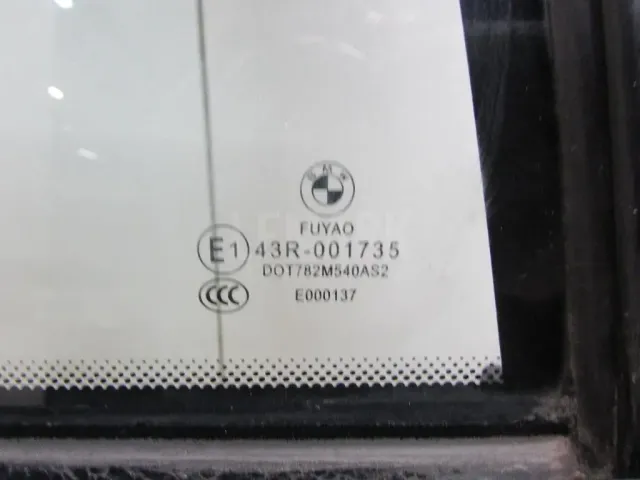 BMW
FUYAO
E1 43R-001735
DOT782M540AS2
CCC E000137